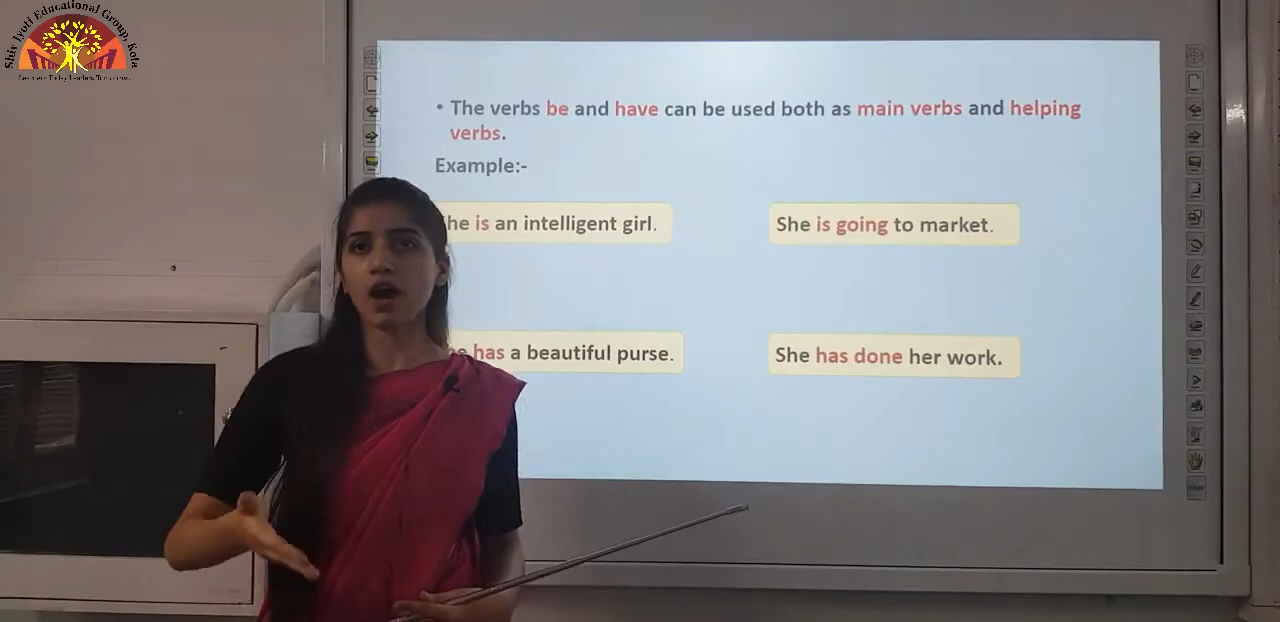 Shiv Jyoti Educational Group, Kota
• The verbs be and have can be used both as main verbs and helping
verbs.
Example:-
he is an intelligent girl.
She is going to market.
has a beautiful purse.
She has done her work.